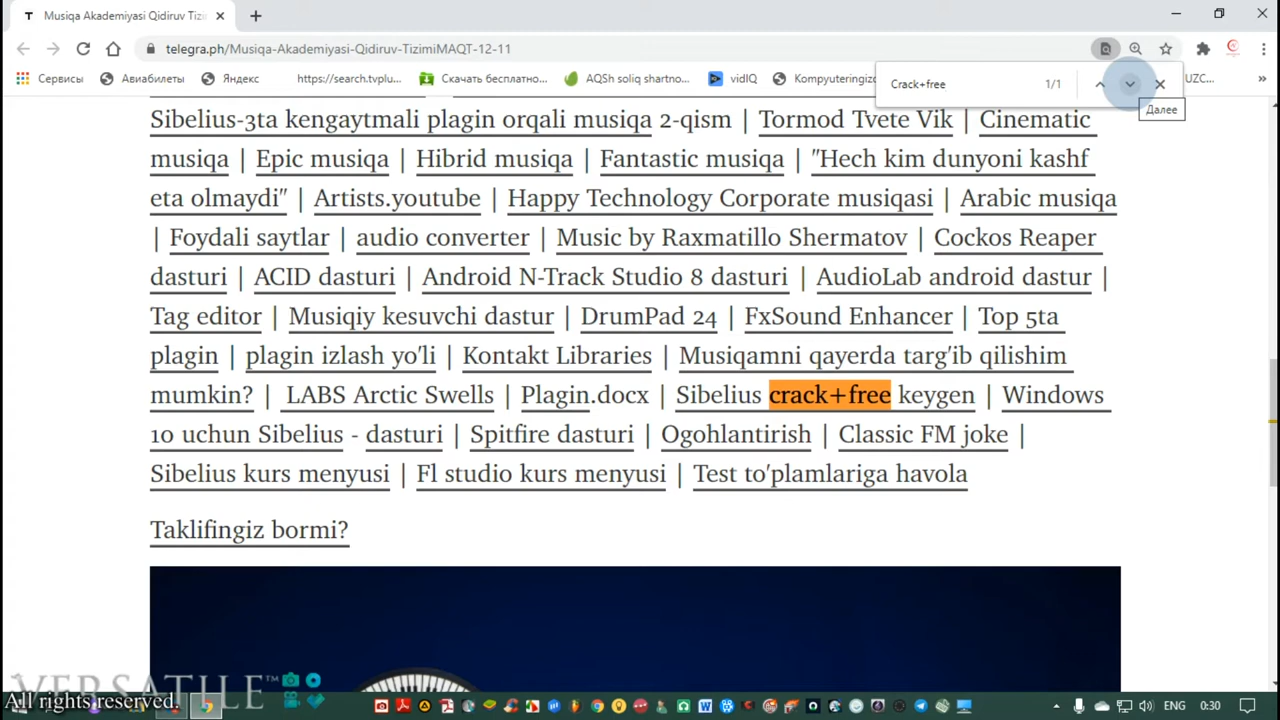 Musiqa Akademiyasi Qidiruv Tizi
telegra.ph/Musiqa-Akademiyasi-Qidiruv-TizimiMAQT-12-11
Сервисы Авиабилеты Яндекс https://search.tvplu... Скачать бесплатно... AQSh soliq shartno... vidIQ Kompyuteringizo UZC... »
Crack+free 1/1
Далее
Sibelius-3ta kengaytmali plagin orqali musiqa 2-qism | Tormod Tvete Vik | Cinematic
musiqa | Epic musiqa | Hibrid musiqa | Fantastic musiqa | "Hech kim dunyoni kashf
eta olmaydi" | Artists.youtube | Happy Technology Corporate musiqasi | Arabic musiqa
| Foydali saytlar | audio converter | Music by Raxmatillo Shermatov | Cockos Reaper
dasturi | ACID dasturi | Android N-Track Studio 8 dasturi | AudioLab android dastur |
Tag editor | Musiqiy kesuvchi dastur | DrumPad 24 | FxSound Enhancer | Top 5ta
plagin | plagin izlash yo'li | Kontakt Libraries | Musiqamni qayerda targ'ib qilishim
mumkin? | LABS Arctic Swells | Plagin.docx | Sibelius crack+free keygen | Windows
10 uchun Sibelius - dasturi | Spitfire dasturi | Ogohlantirish | Classic FM joke |
Sibelius kurs menyusi | Fl studio kurs menyusi | Test to'plamlariga havola
Taklifingiz bormi?
VERSATILE™
All rights reserved.
ENG 0:30